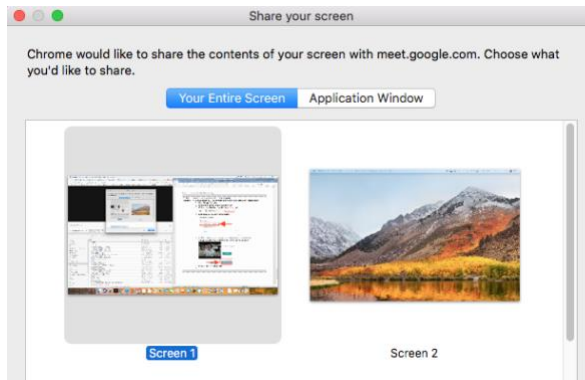 Share your screen
Chrome would like to share the contents of your screen with meet.google.com. Choose what
you'd like to share.
Your Entire Screen Application Window
Screen 1 Screen 2